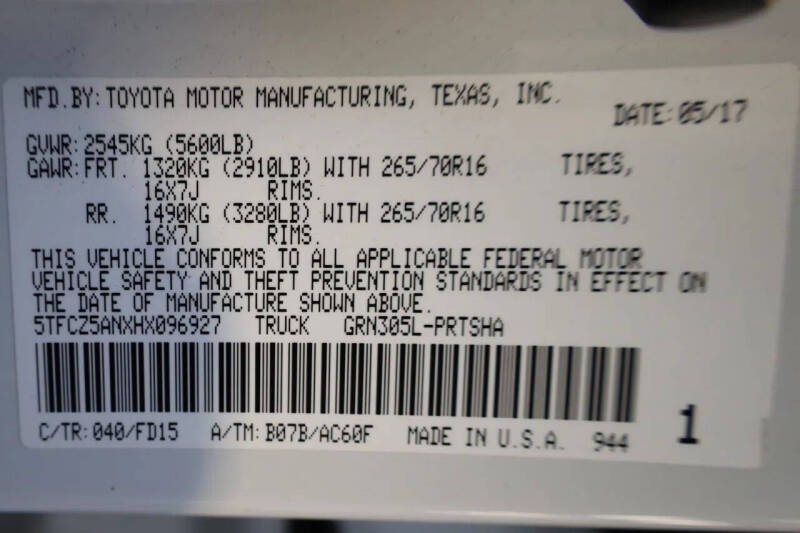 MFD.BY: TOYOTA MOTOR MANUFACTURING, TEXAS, INC.
DATE: 05/17
GVWR: 2545KG (5600LB)
GAWR: FRT. 1320KG (2910LB) WITH 265/70R16 TIRES,
16X7J RIMS.
RR. 1490KG (3280LB) WITH 265/70R16 TIRES,
16X7J RIMS.
THIS VEHICLE CONFORMS TO ALL APPLICABLE FEDERAL MOTOR
VEHICLE SAFETY AND THEFT PREVENTION STANDARDS IN EFFECT ON
THE DATE OF MANUFACTURE SHOWN ABOVE.
5TFCZ5ANXHX096927 TRUCK GRN305L-PRTSHA
C/TR: 040/FD15 A/TM: B07B/AC60F MADE IN U.S.A. 944 1